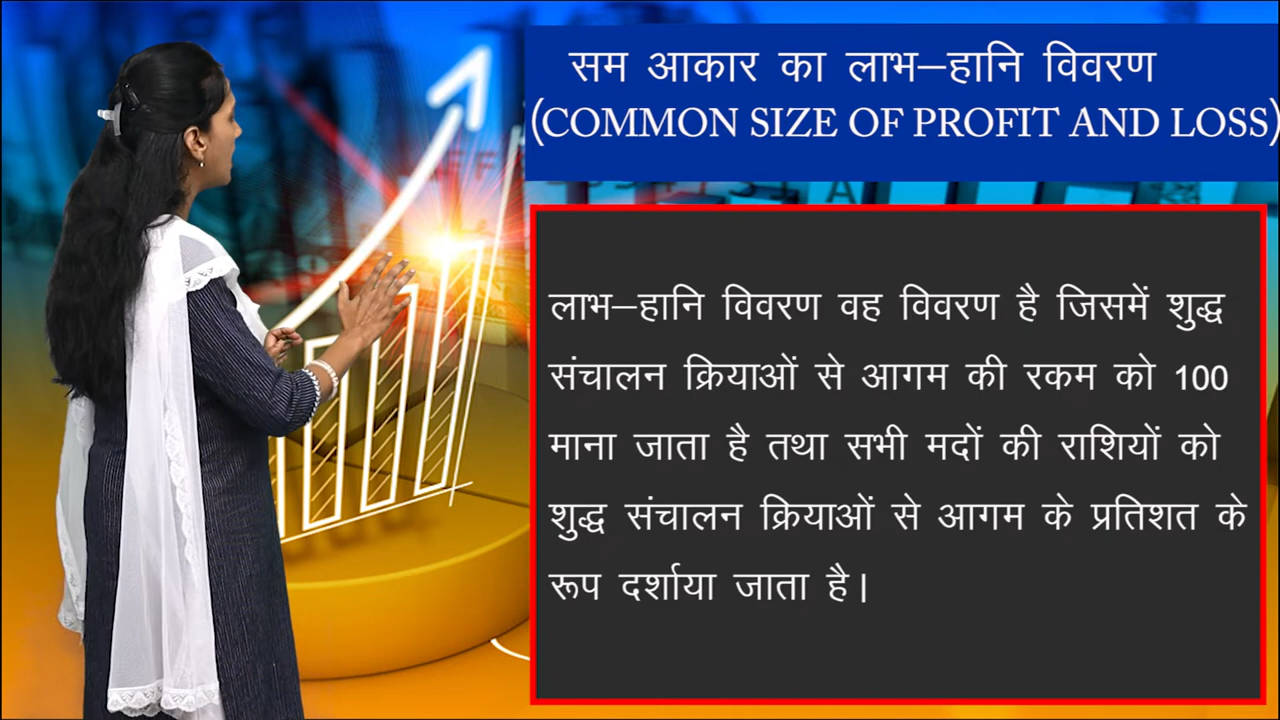 सम आकार का लाभ–हानि विवरण
(COMMON SIZE OF PROFIT AND LOSS)
लाभ–हानि विवरण वह विवरण है जिसमें शुद्ध
संचालन क्रियाओं से आगम की रकम को 100
माना जाता है तथा सभी मदों की राशियों को
शुद्ध संचालन क्रियाओं से आगम के प्रतिशत के
रूप दर्शाया जाता है।